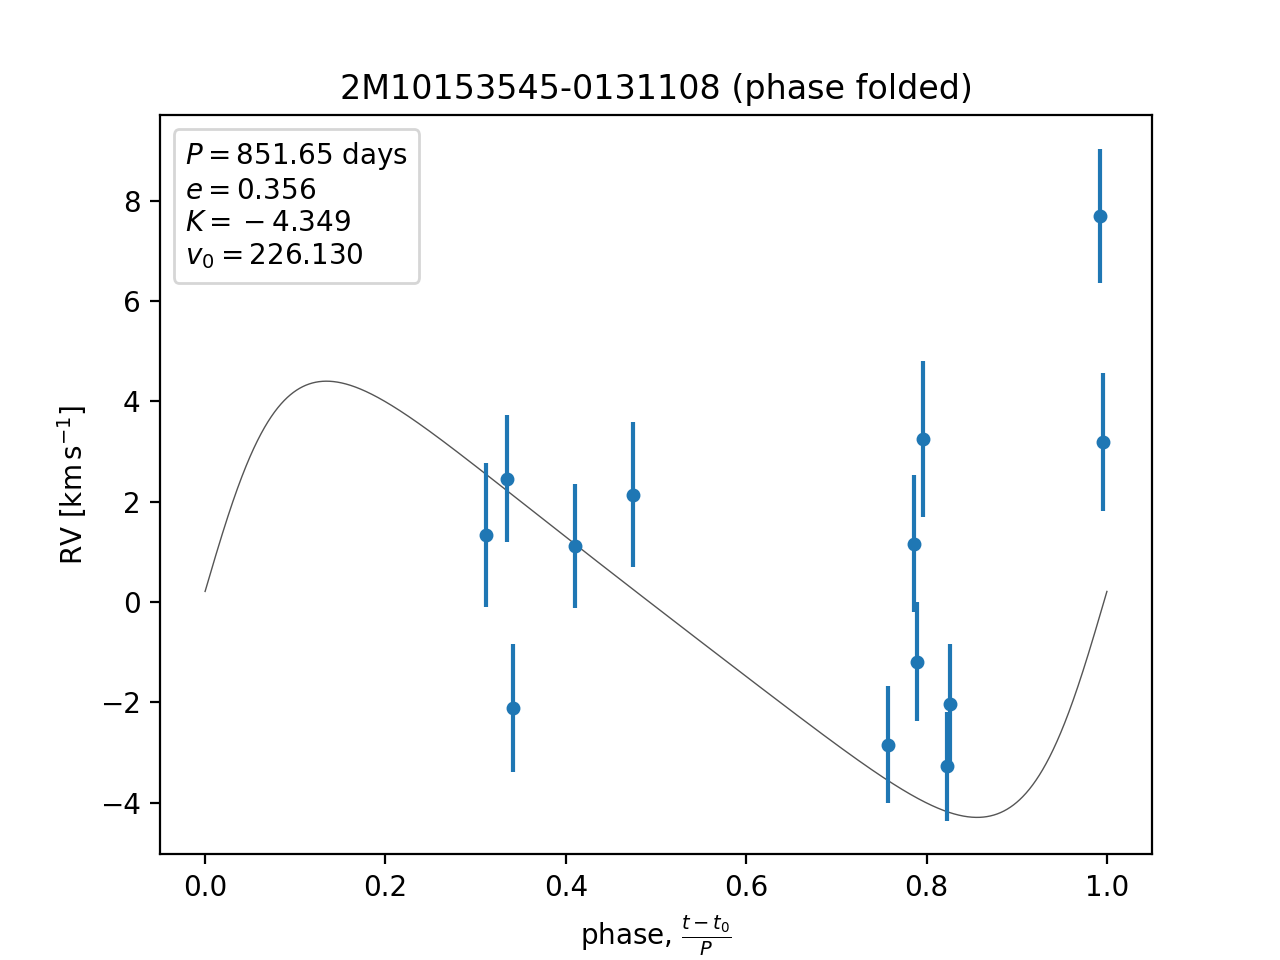 2M10153545-0131108 (phase folded)
P = 851.65 days
e = 0.356
K = −4.349
v₀ = 226.130
8
6
4
2
0
−2
−4
RV [km s⁻¹]
0.0 0.2 0.4 0.6 0.8 1.0
phase, (t − t₀)/P